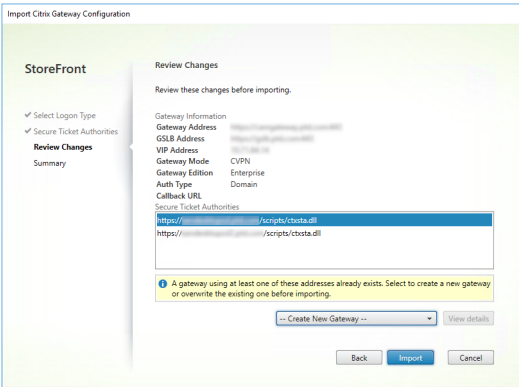 Import Citrix Gateway Configuration
StoreFront
Select Logon Type
Secure Ticket Authorities
Review Changes
Summary
Review Changes
Review these changes before importing.
Gateway Information
Gateway Address
GSLB Address
VIP Address
Gateway Mode CVPN
Gateway Edition Enterprise
Auth Type Domain
Callback URL
Secure Ticket Authorities
https:// /scripts/ctxsta.dll
https:// /scripts/ctxsta.dll
A gateway using at least one of these addresses already exists. Select to create a new gateway
or overwrite the existing one before importing.
-- Create New Gateway -- View details
Back Import Cancel